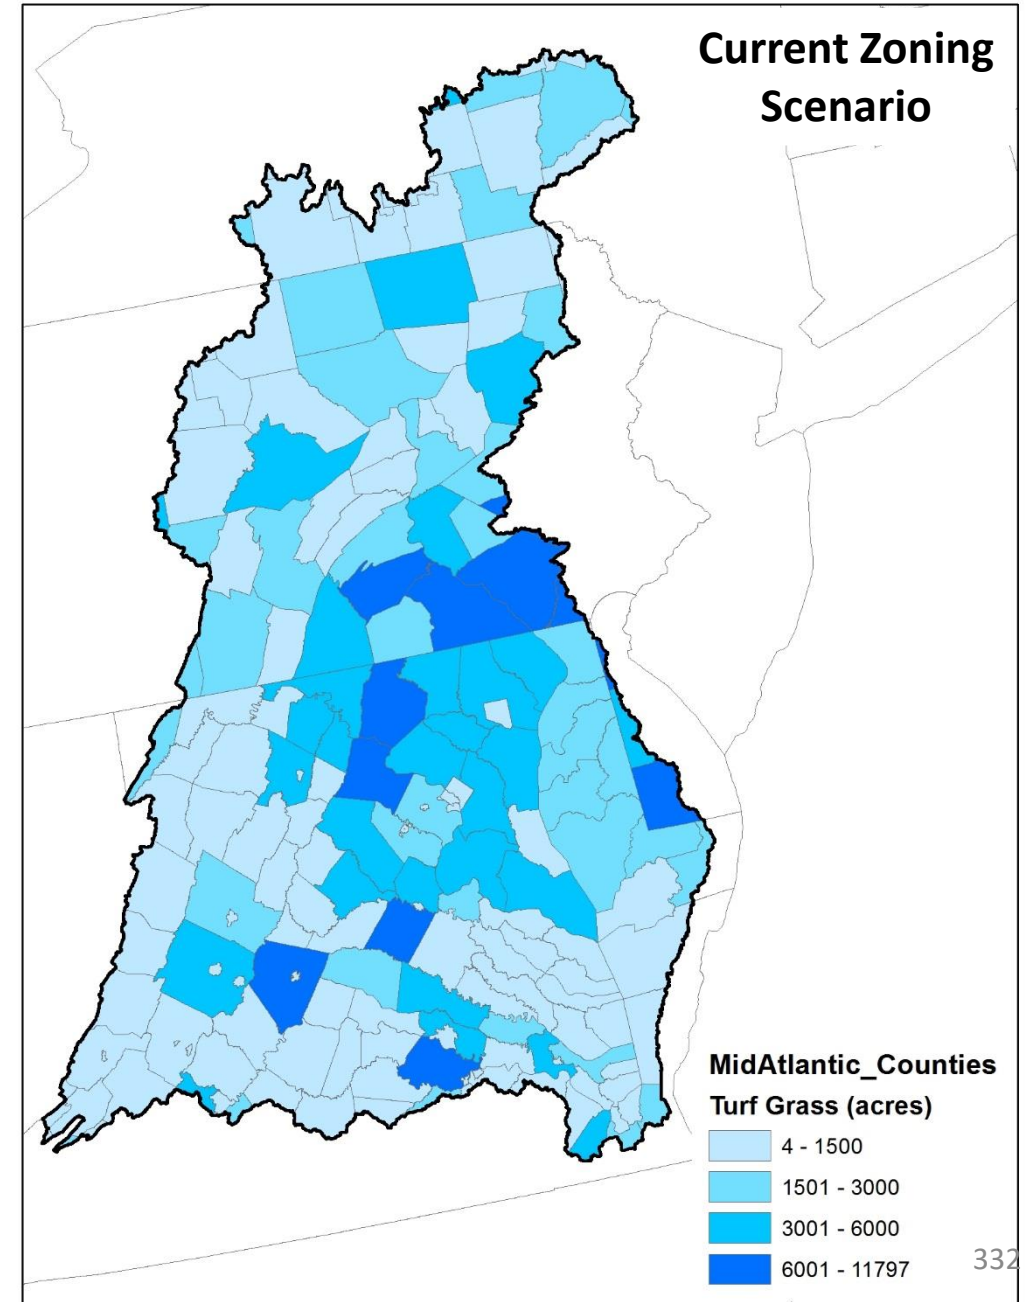 Current Zoning
Scenario
MidAtlantic_Counties
Turf Grass (acres)
4 - 1500
1501 - 3000
3001 - 6000
6001 - 11797
332